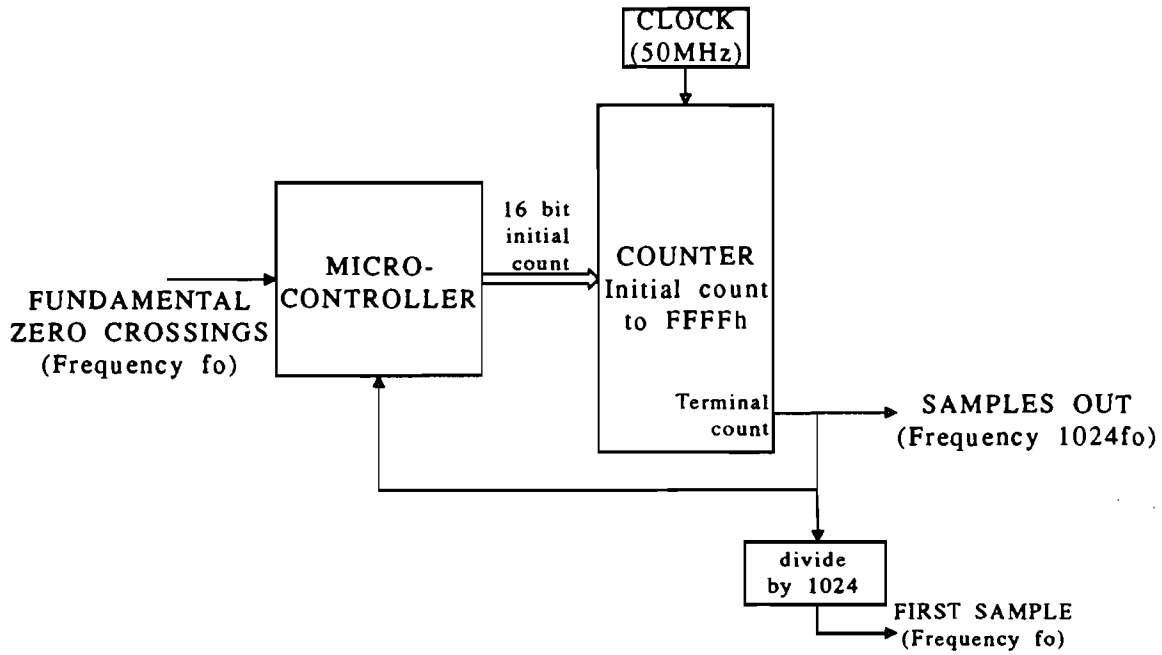 CLOCK
(50MHz)
16 bit
initial
count
MICRO-
CONTROLLER
COUNTER
Initial count
to FFFFh
FUNDAMENTAL
ZERO CROSSINGS
(Frequency fo)
Terminal
count
SAMPLES OUT
(Frequency 1024fo)
divide
by 1024
FIRST SAMPLE
(Frequency fo)